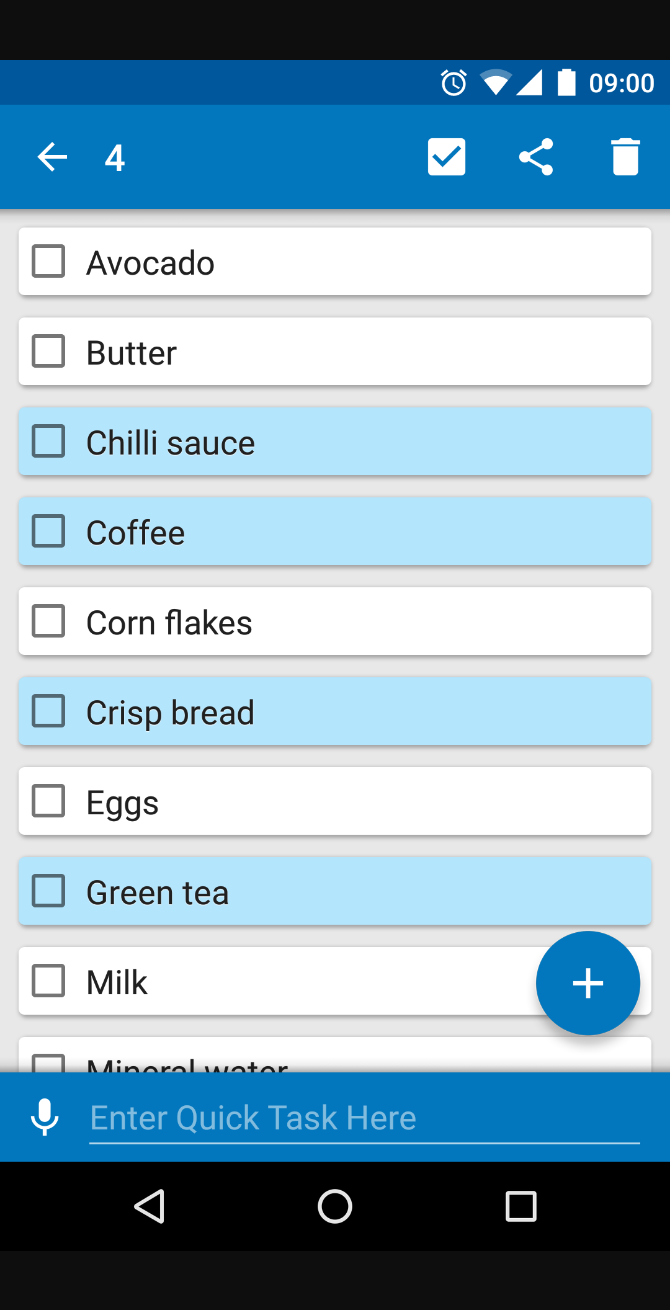 09:00
4
Avocado
Butter
Chilli sauce
Coffee
Corn flakes
Crisp bread
Eggs
Green tea
Milk
Mineral water
Enter Quick Task Here